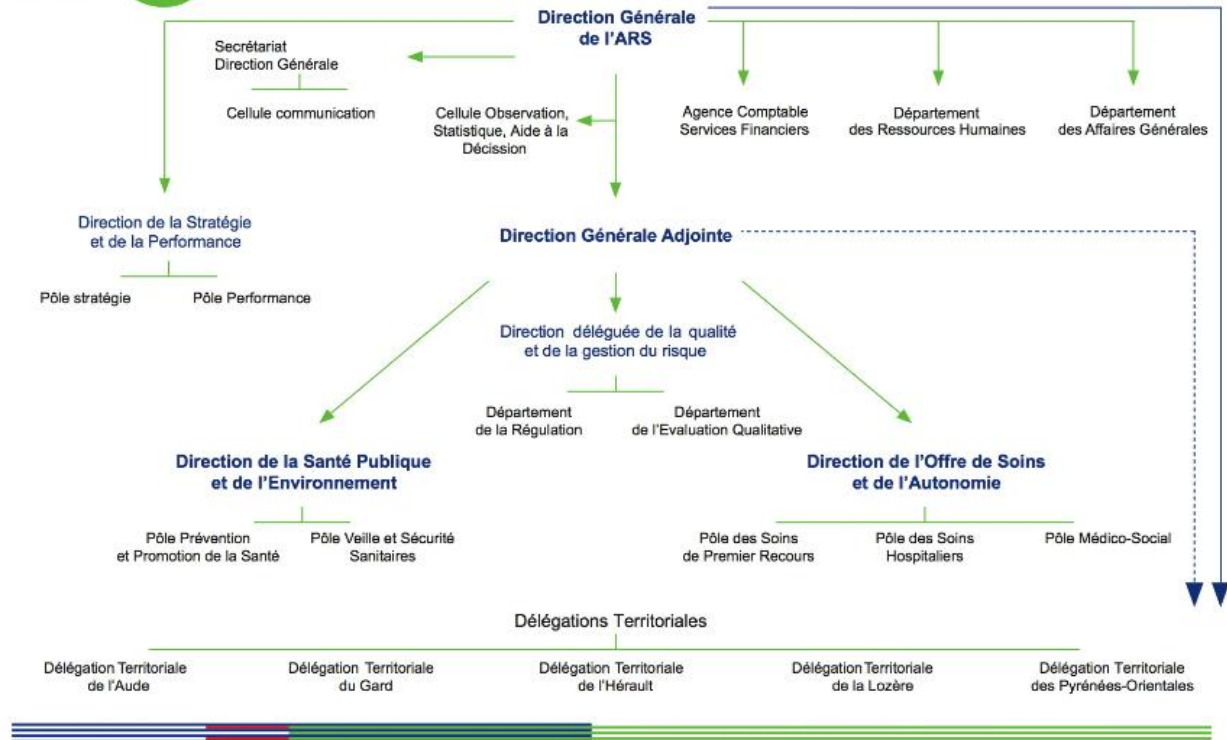 Direction Générale
de l'ARS
Secrétariat
Direction Générale
Cellule communication
Cellule Observation,
Statistique, Aide à la
Décission
Agence Comptable
Services Financiers
Département
des Ressources Humaines
Département
des Affaires Générales
Direction de la Stratégie
et de la Performance
Pôle stratégie
Pôle Performance
Direction Générale Adjointe
Direction déléguée de la qualité
et de la gestion du risque
Département
de la Régulation
Département
de l'Evaluation Qualitative
Direction de la Santé Publique
et de l'Environnement
Pôle Prévention
et Promotion de la Santé
Pôle Veille et Sécurité
Sanitaires
Direction de l'Offre de Soins
et de l'Autonomie
Pôle des Soins
de Premier Recours
Pôle des Soins
Hospitaliers
Pôle Médico-Social
Délégations Territoriales
Délégation Territoriale
de l'Aude
Délégation Territoriale
du Gard
Délégation Territoriale
de l'Hérault
Délégation Territoriale
de la Lozère
Délégation Territoriale
des Pyrénées-Orientales